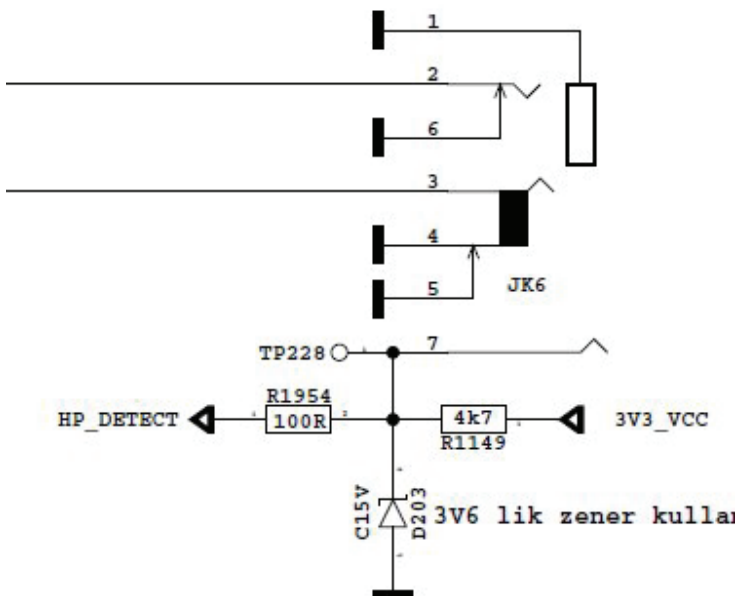 1
2
6
3
4
5
JK6
7
TP228
R1954
HP_DETECT
100R
4k7
3V3_VCC
R1149
C15V
D203
3V6 lik zener kullan